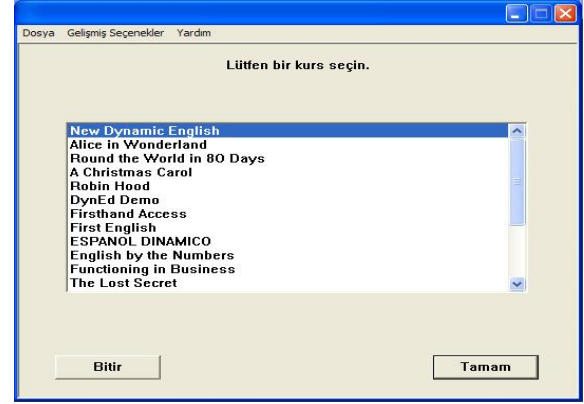 Dosya Gelişmiş Seçenekler Yardım
Lütfen bir kurs seçin.
New Dynamic English
Alice in Wonderland
Round the World in 80 Days
A Christmas Carol
Robin Hood
DynEd Demo
Firsthand Access
First English
ESPANOL DINAMICO
English by the Numbers
Functioning in Business
The Lost Secret
Bitir Tamam